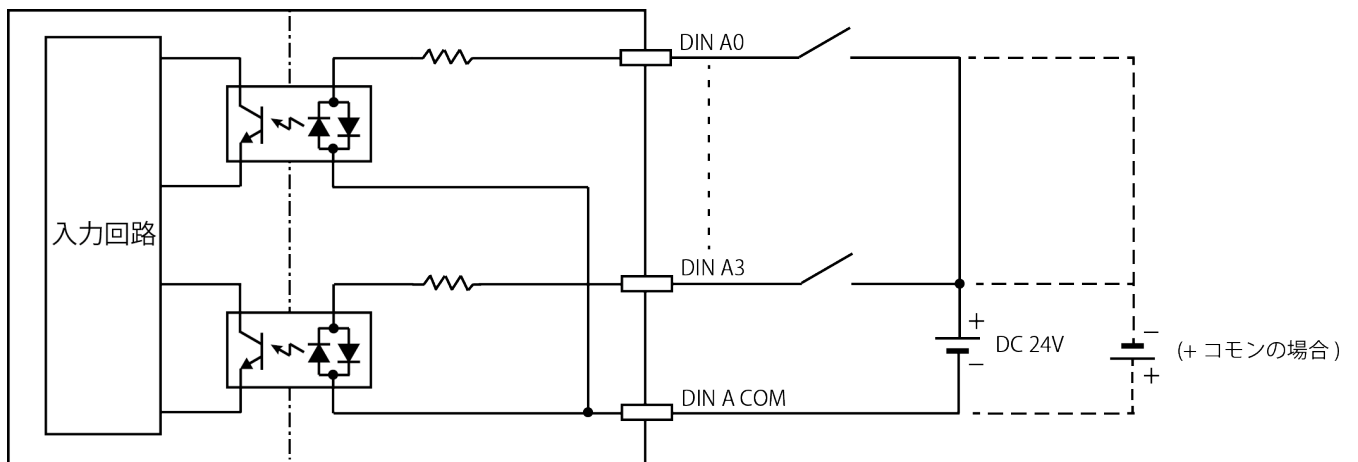 DIN A0
入力回路
DIN A3
+
DC 24V
−
−
(+ コモンの場合 )
+
DIN A COM